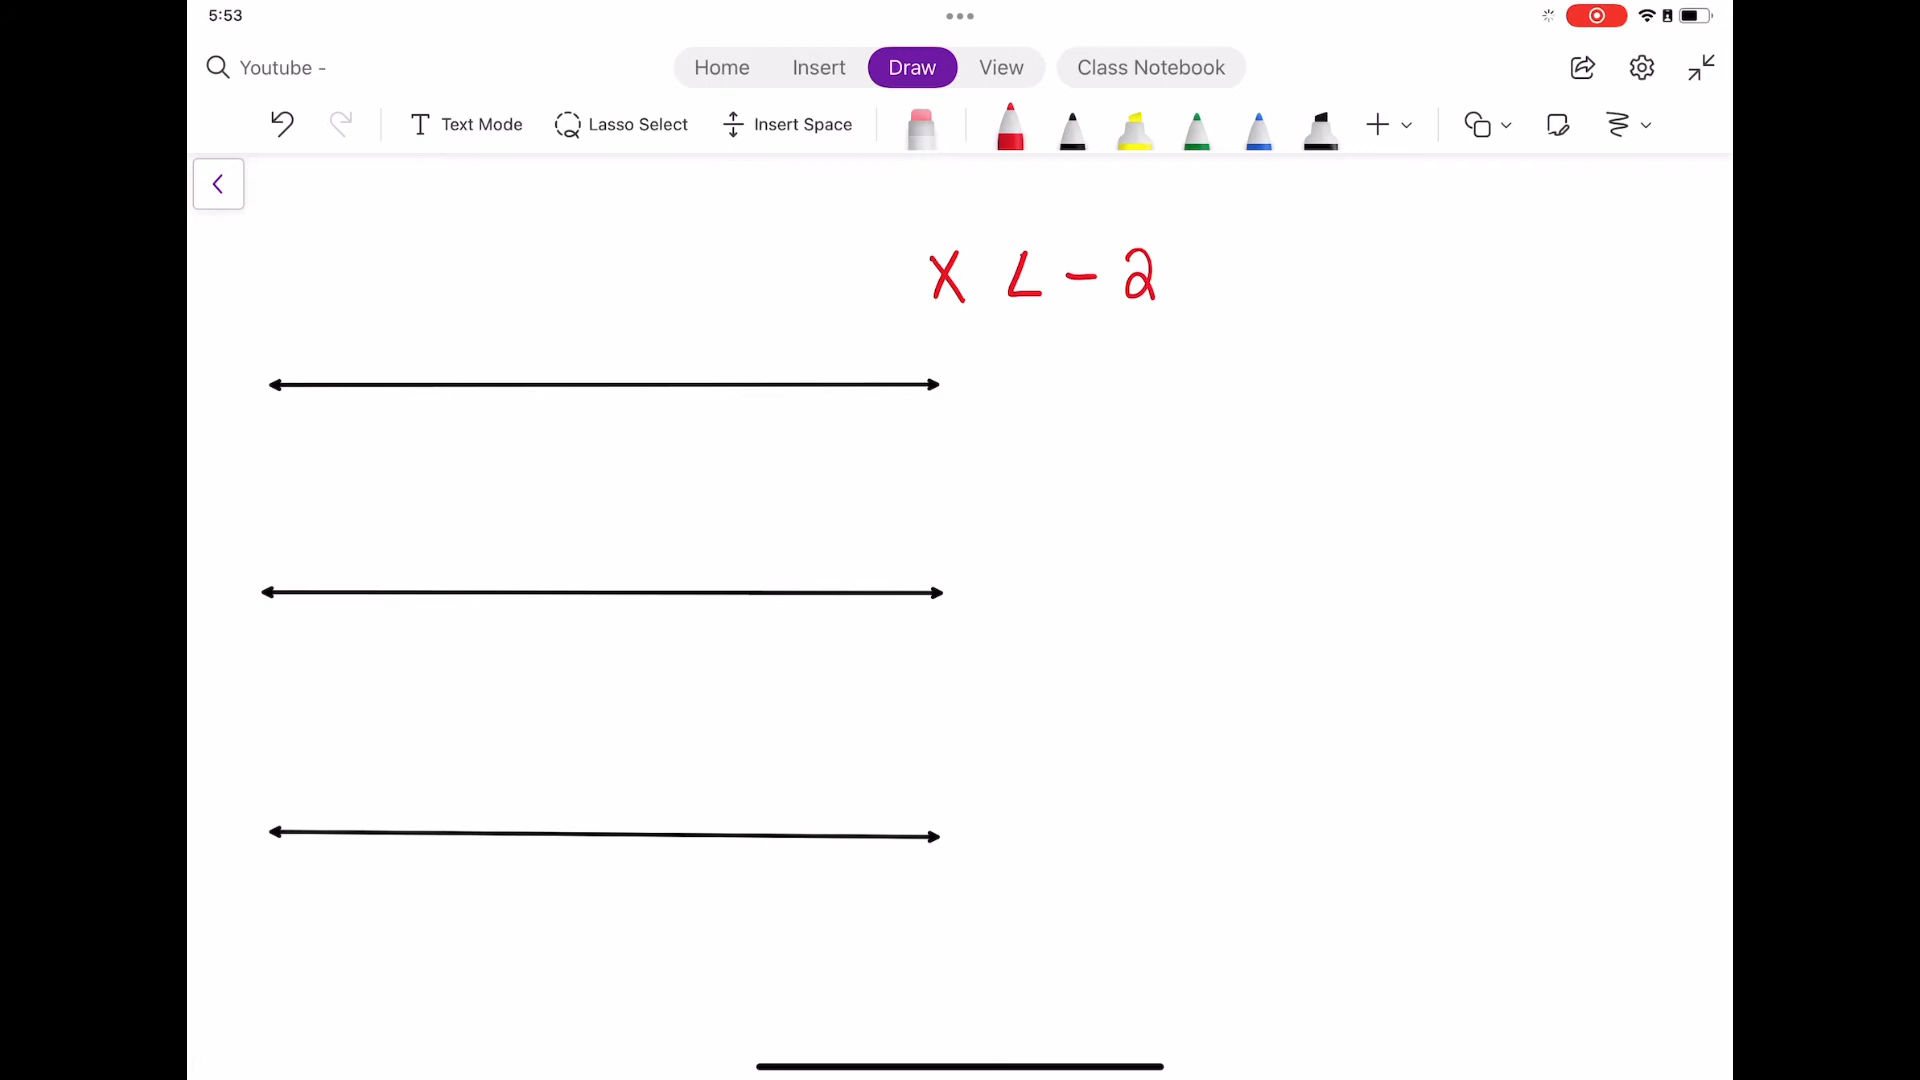 5:53
Youtube -
Home Insert Draw View Class Notebook
Text Mode Lasso Select Insert Space
X < - 2